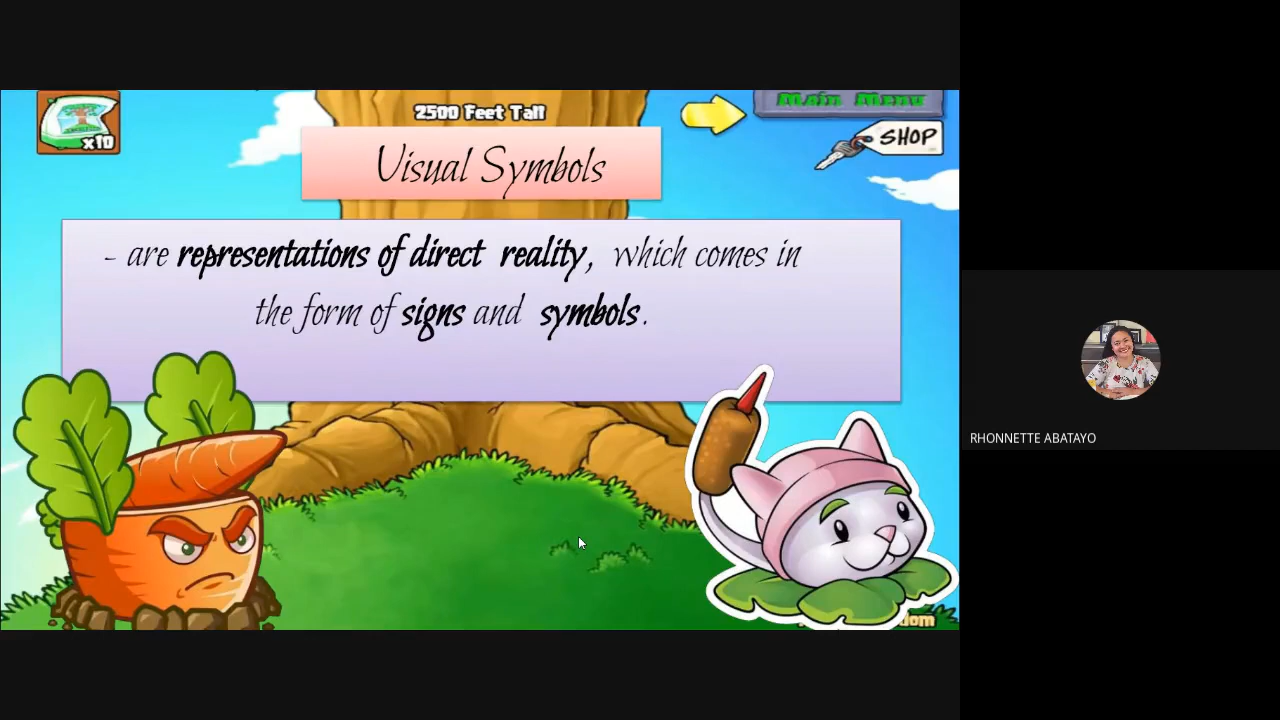 2500 Feet Tall
Main Menu
SHOP
x10
Visual Symbols
- are representations of direct reality, which comes in
the form of signs and symbols.
RHONNETTE ABATAYO